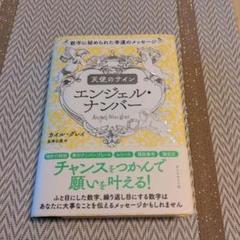 数字に秘められた幸運のメッセージ
天使のサイン
エンジェル・
ナンバー
Angel Number
カイル・グレイ
チャンスをつかんで
願いを叶える!
ふと目にした数字、繰り返し目にする数字は
あなたに大事なことを伝えるメッセージかもしれません